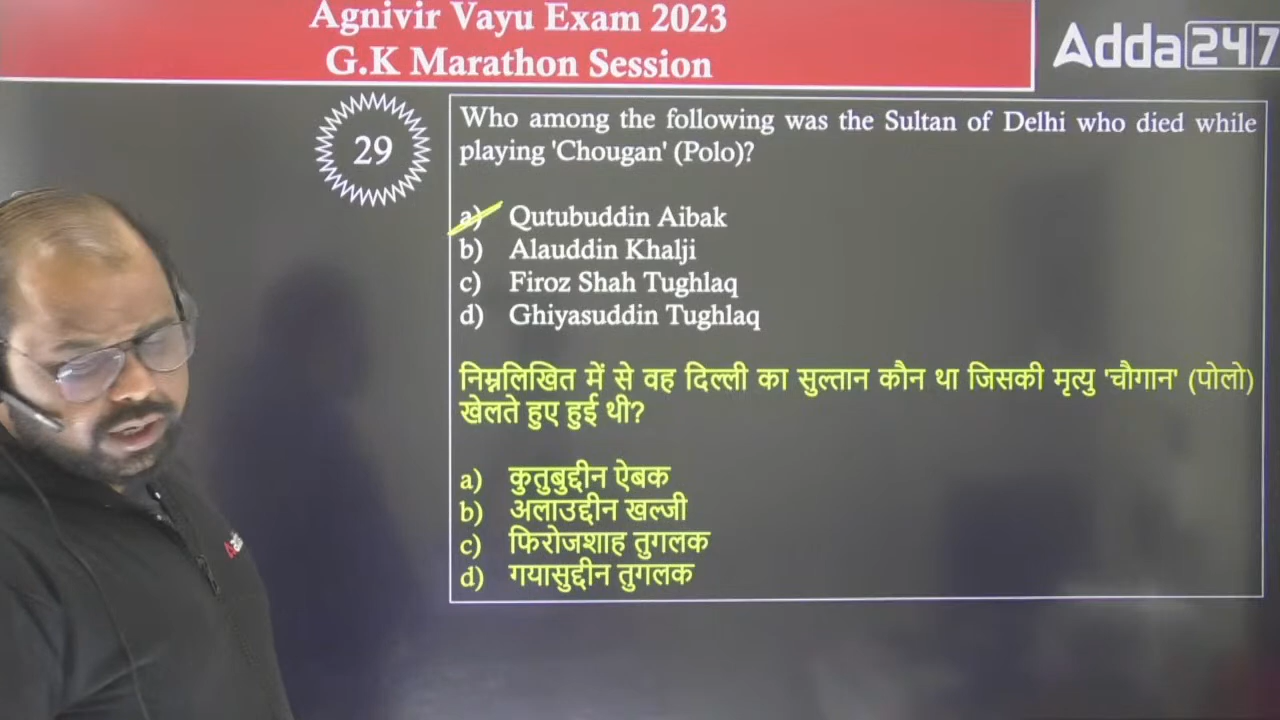 Agnivir Vayu Exam 2023
G.K Marathon Session
Adda247
29
Who among the following was the Sultan of Delhi who died while
playing 'Chougan' (Polo)?
a) Qutubuddin Aibak
b) Alauddin Khalji
c) Firoz Shah Tughlaq
d) Ghiyasuddin Tughlaq
निम्नलिखित में से वह दिल्ली का सुल्तान कौन था जिसकी मृत्यु 'चौगान' (पोलो)
खेलते हुए हुई थी?
a) कुतुबुद्दीन ऐबक
b) अलाउद्दीन खल्जी
c) फिरोजशाह तुगलक
d) गयासुद्दीन तुगलक